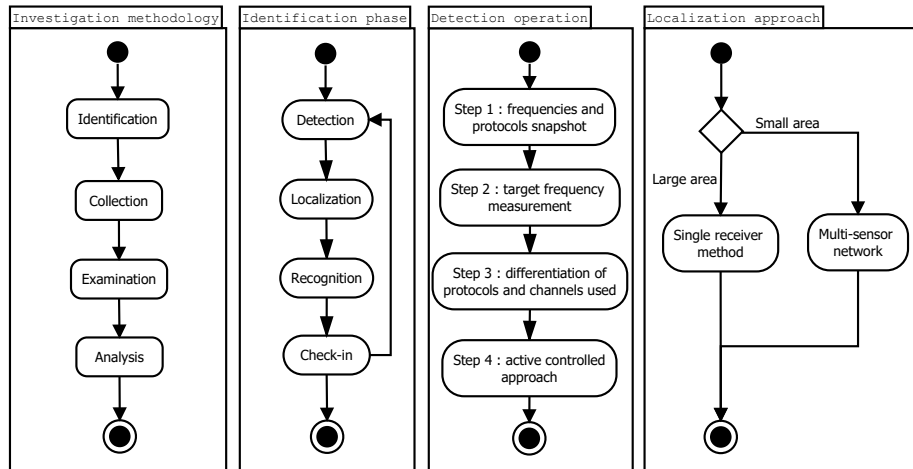 Investigation methodology
Identification
Collection
Examination
Analysis
Identification phase
Detection
Localization
Recognition
Check-in
Detection operation
Step 1 : frequencies and
protocols snapshot
Step 2 : target frequency
measurement
Step 3 : differentiation of
protocols and channels used
Step 4 : active controlled
approach
Localization approach
Small area
Large area
Single receiver
method
Multi-sensor
network